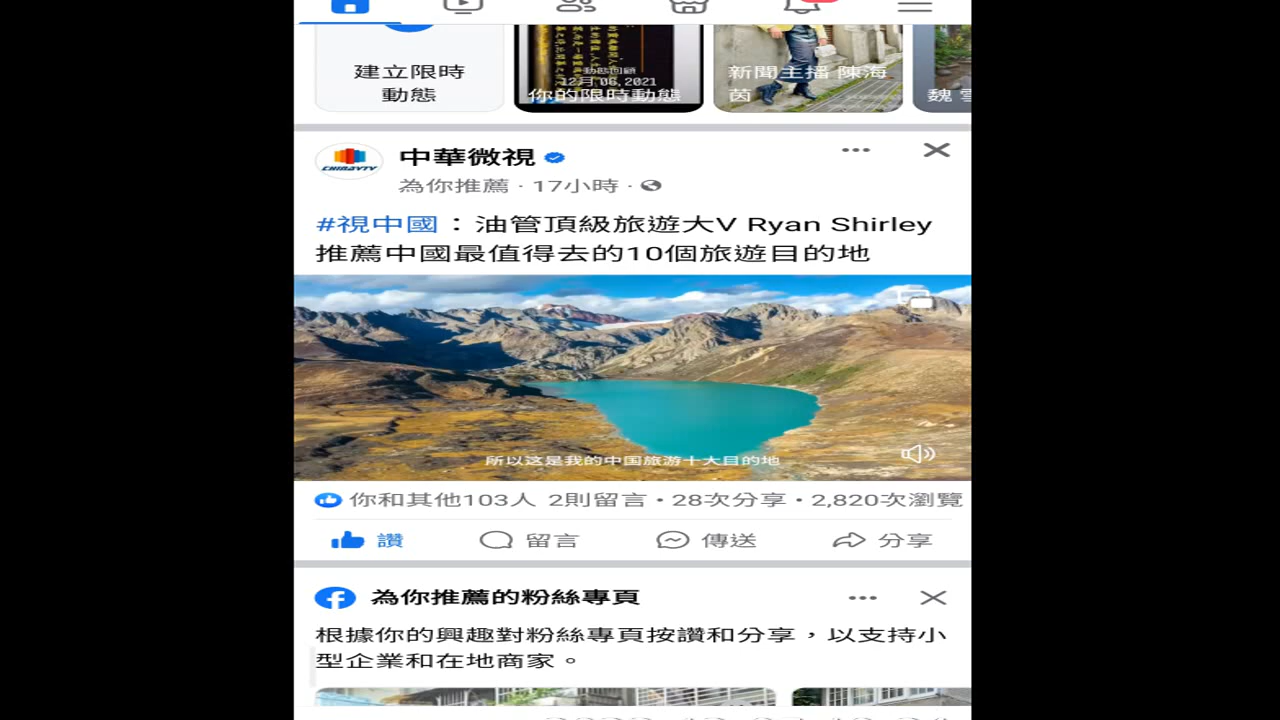 建立限時
動態
動態回顧
12月 06, 2021
你的限時動態
新聞主播 陳海
茵
魏 雪
CHINAVTV
中華微視
為你推薦 · 17小時 ·
#視中國：油管頂級旅遊大V Ryan Shirley
推薦中國最值得去的10個旅遊目的地
所以这是我的中国旅游十大目的地
你和其他103人 2則留言 · 28次分享 · 2,820次瀏覽
讚 留言 傳送 分享
為你推薦的粉絲專頁
根據你的興趣對粉絲專頁按讚和分享，以支持小
型企業和在地商家。